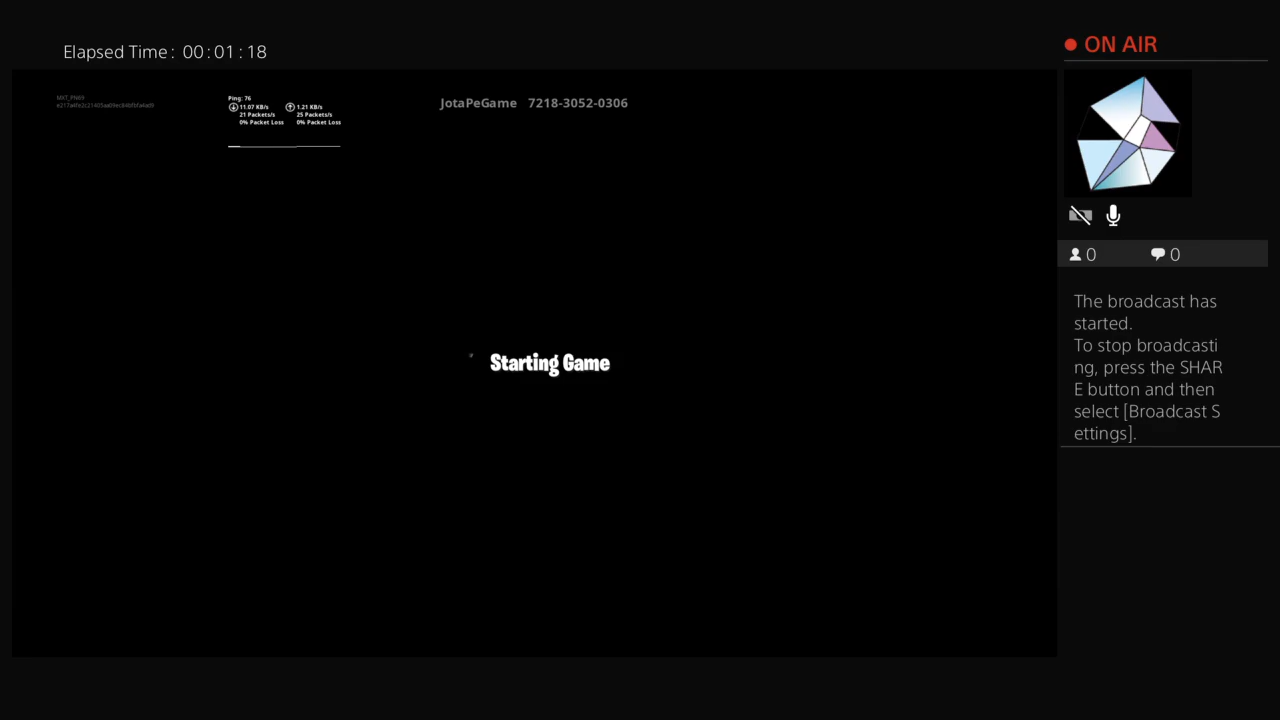 Elapsed Time: 00:01:18
ON AIR
MXT_PN69
Ping: 76
11.07 KB/s 1.21 KB/s
21 Packets/s 25 Packets/s
0% Packet Loss 0% Packet Loss
JotaPeGame 7218-3052-0306
0 0
Starting Game
The broadcast has
started.
To stop broadcasti
ng, press the SHAR
E button and then
select [Broadcast S
ettings].